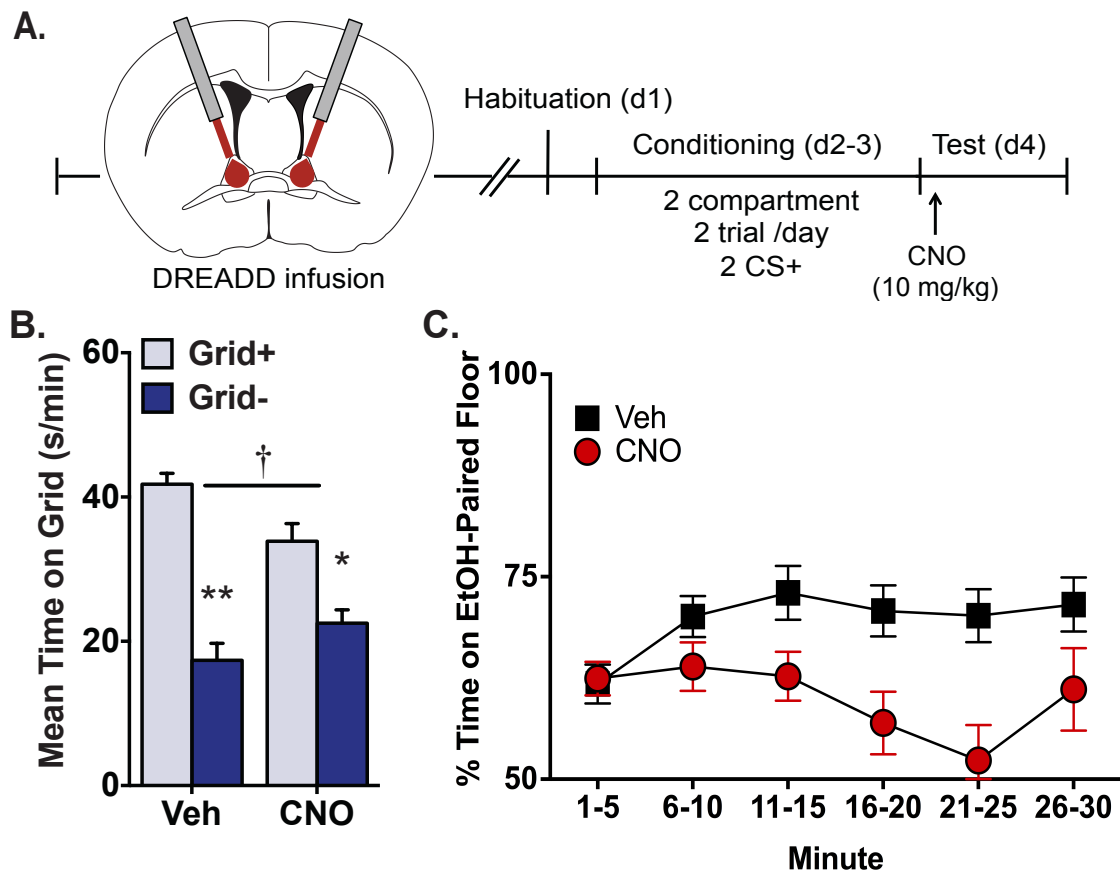 A.
Habituation (d1)
Conditioning (d2-3)
Test (d4)
2 compartment
2 trial /day
2 CS+
CNO
(10 mg/kg)
DREADD infusion
B.
Mean Time on Grid (s/min)
60
40
20
0
Grid+
Grid-
†
**
*
Veh
CNO
C.
% Time on EtOH-Paired Floor
100
75
50
Veh
CNO
1-5
6-10
11-15
16-20
21-25
26-30
Minute